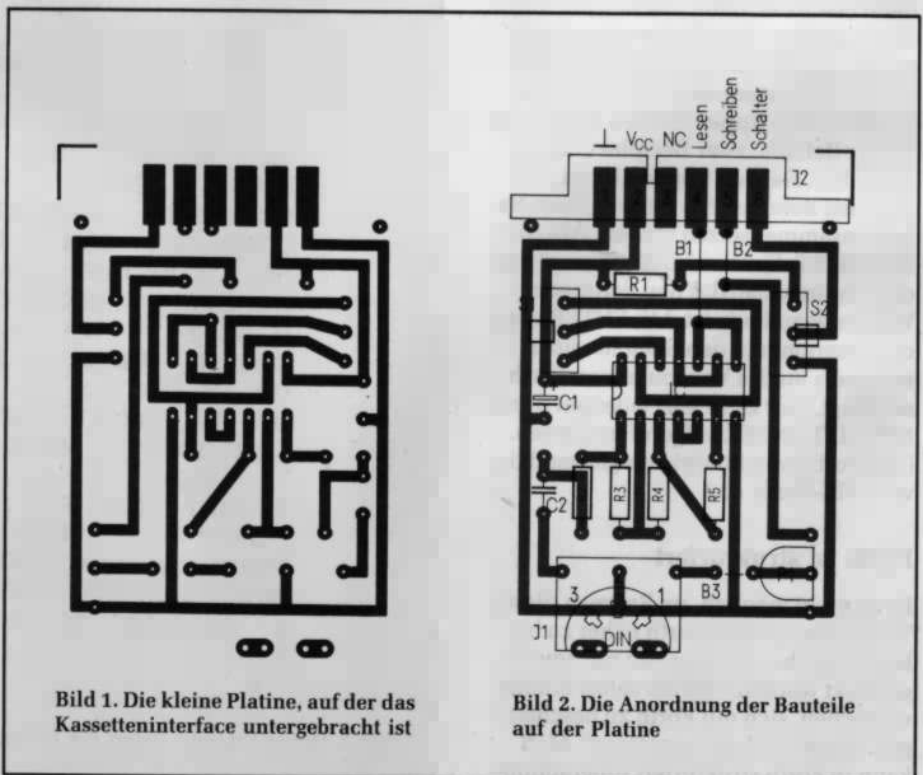 ⊥ VCC NC Lesen Schreiben Schalter
J2
1 2 3 4 5 6
B1 B2
R1
S2
C1
IC
C2 R3 R4 R5
B3
3 1
J1
DIN
Bild 1. Die kleine Platine, auf der das
Kassetteninterface untergebracht ist
Bild 2. Die Anordnung der Bauteile
auf der Platine